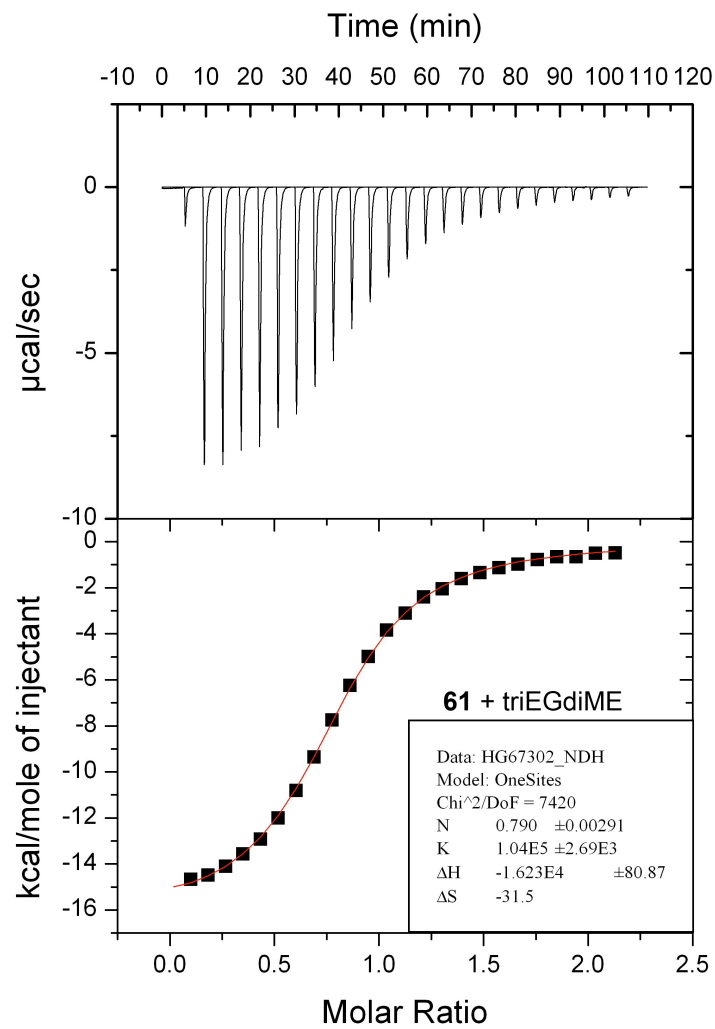 Time (min)
-10 0 10 20 30 40 50 60 70 80 90 100 110 120
0
-5
-10
µcal/sec
0
-2
-4
-6
-8
-10
-12
-14
-16
kcal/mole of injectant
61 + triEGdiME
Data: HG67302_NDH
Model: OneSites
Chi^2/DoF = 7420
N 0.790 ±0.00291
K 1.04E5 ±2.69E3
ΔH -1.623E4 ±80.87
ΔS -31.5
0.0 0.5 1.0 1.5 2.0 2.5
Molar Ratio